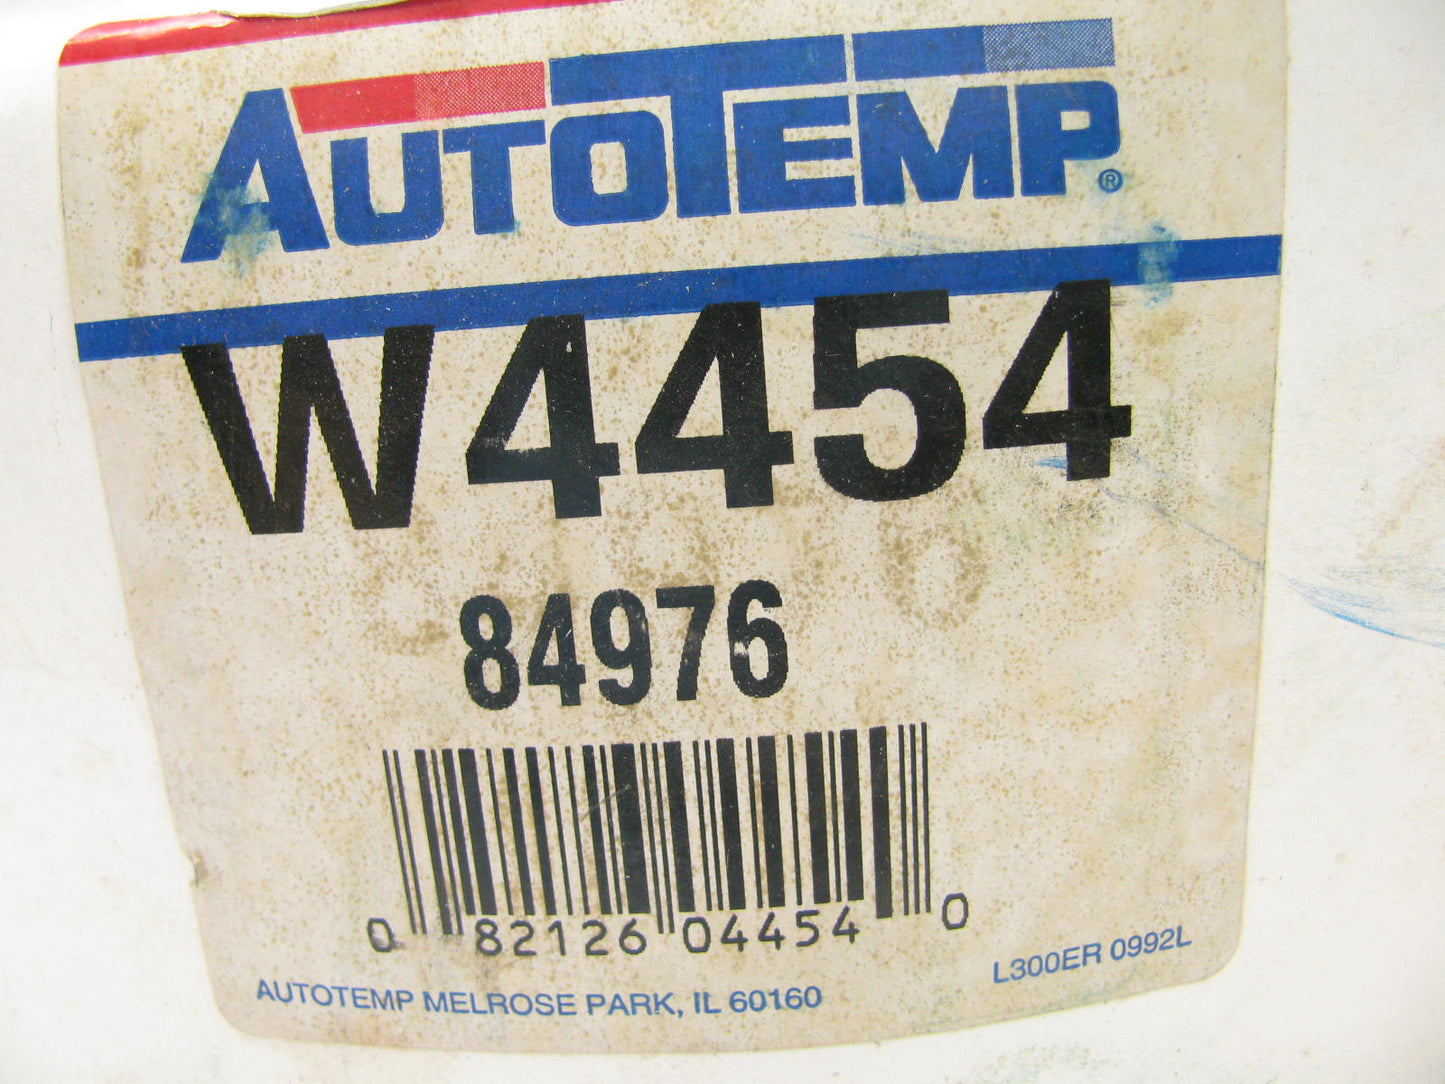 AUTOTEMP®
W4454
84976
0 82126 04454 0
L300ER 0992L
AUTOTEMP MELROSE PARK, IL 60160